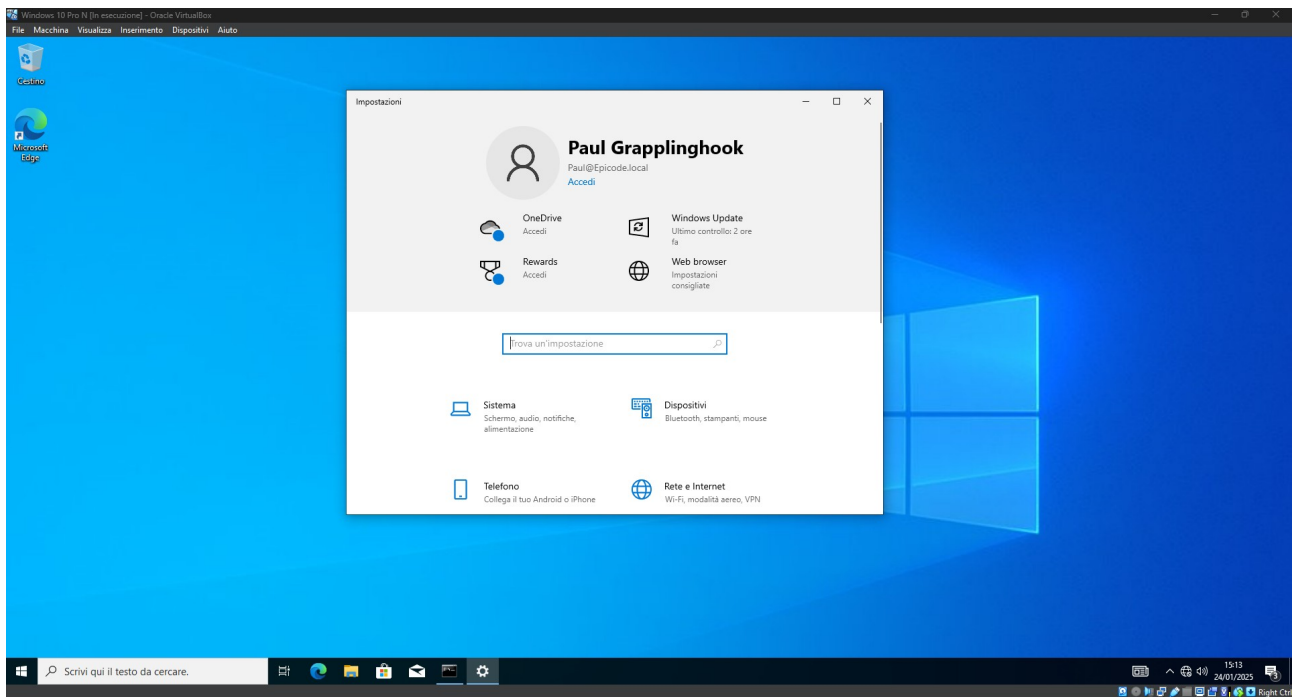 Windows 10 Pro N [In esecuzione] - Oracle VirtualBox
File Macchina Visualizza Inserimento Dispositivi Aiuto
Cestino
Microsoft
Edge
Impostazioni
Paul Grapplinghook
Paul@Epicode.local
Accedi
OneDrive
Accedi
Windows Update
Ultimo controllo: 2 ore
fa
Rewards
Accedi
Web browser
Impostazioni
consigliate
Trova un'impostazione
Sistema
Schermo, audio, notifiche,
alimentazione
Dispositivi
Bluetooth, stampanti, mouse
Telefono
Collega il tuo Android o iPhone
Rete e Internet
Wi-Fi, modalità aereo, VPN
Scrivi qui il testo da cercare.
15:13
24/01/2025
3
Right Ctrl